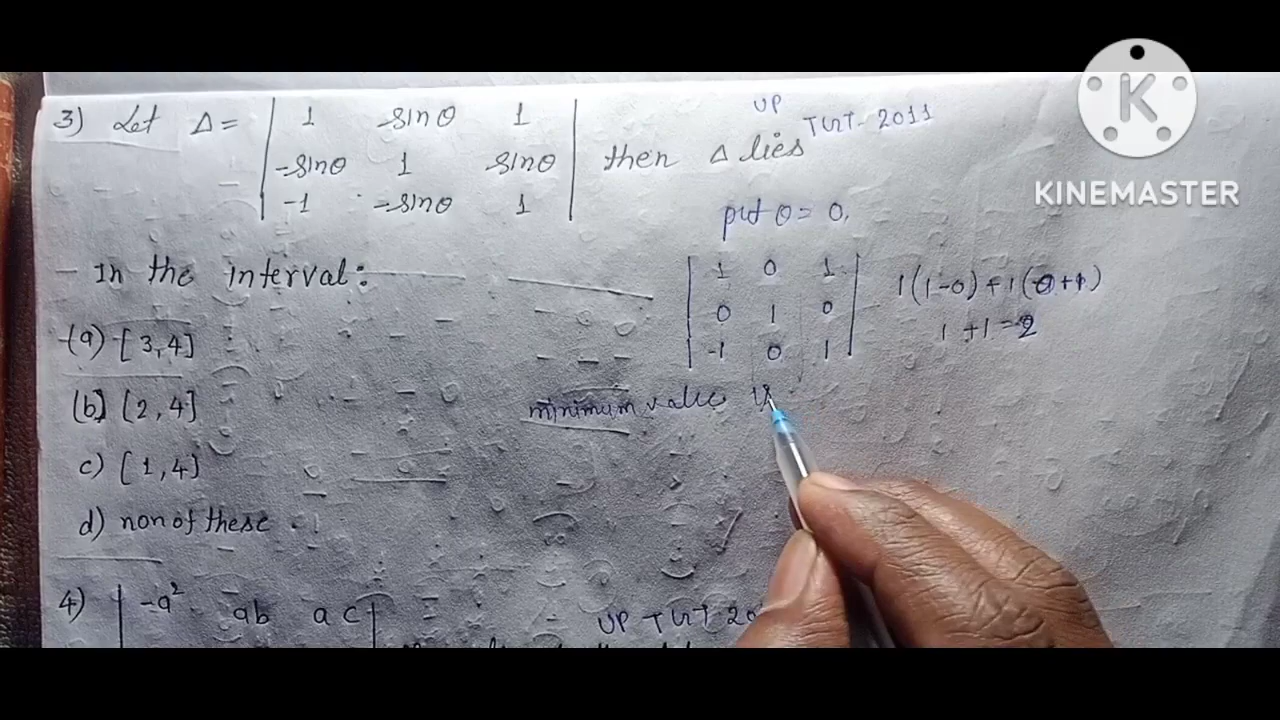 3) Let Δ = | 1 sinθ 1 | UP TGT-2011
| -sinθ 1 sinθ | then Δ lies
| -1 -sinθ 1 |
put θ = 0,
In the interval:
| 1 0 1 | 1(1-0)+1(0+1)
| 0 1 0 | 1+1=2
| -1 0 1 |
(a) [3,4]
(b) [2,4]
minimum value
c) [1,4]
d) non of these
4) | -a² ab ac |
UP TGT
KINEMASTER